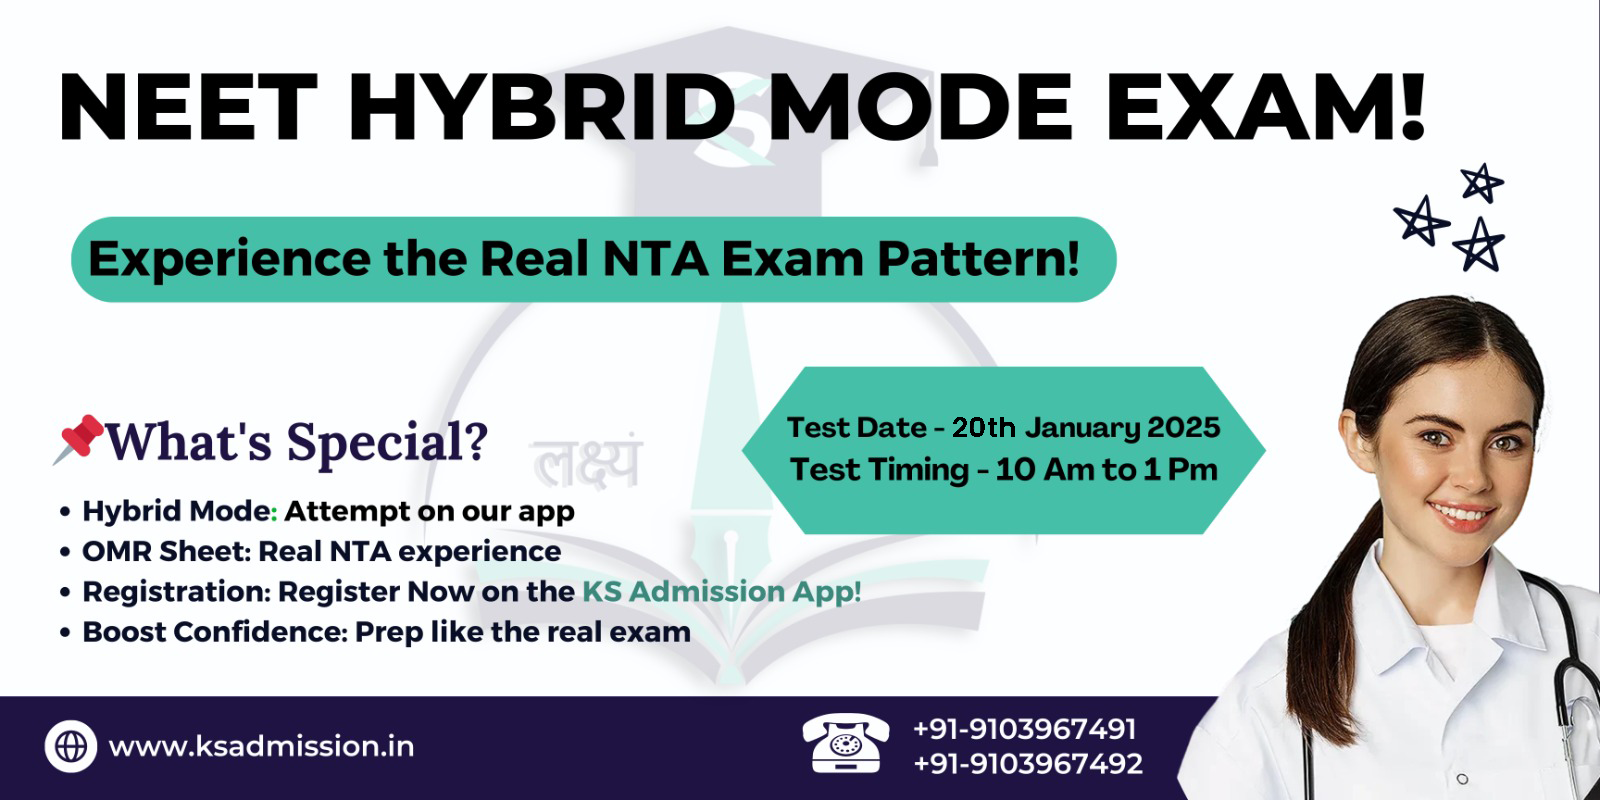 NEET HYBRID MODE EXAM!
Experience the Real NTA Exam Pattern!
Test Date - 20th January 2025
Test Timing - 10 Am to 1 Pm
What's Special?
लक्ष्यं
• Hybrid Mode: Attempt on our app
• OMR Sheet: Real NTA experience
• Registration: Register Now on the KS Admission App!
• Boost Confidence: Prep like the real exam
www.ksadmission.in
+91-9103967491
+91-9103967492